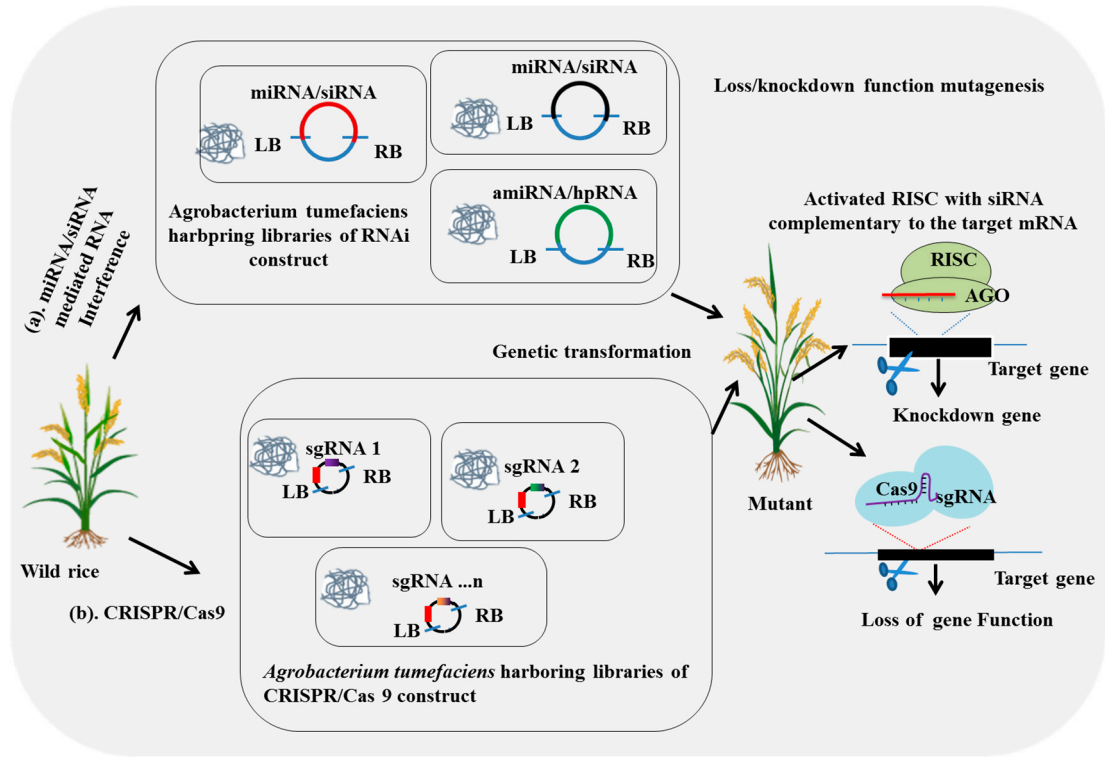 miRNA/siRNA
LB
RB
miRNA/siRNA
LB
RB
amiRNA/hpRNA
LB
RB
Agrobacterium tumefaciens
harbpring libraries of RNAi
construct
Loss/knockdown function mutagenesis
(a). miRNA/siRNA
mediated RNA
Interference
Activated RISC with siRNA
complementary to the target mRNA
RISC
AGO
Target gene
Knockdown gene
Genetic transformation
Wild rice
(b). CRISPR/Cas9
sgRNA 1
LB
RB
sgRNA 2
LB
RB
sgRNA ...n
LB
RB
Agrobacterium tumefaciens harboring libraries of
CRISPR/Cas 9 construct
Mutant
Cas9
sgRNA
Target gene
Loss of gene Function